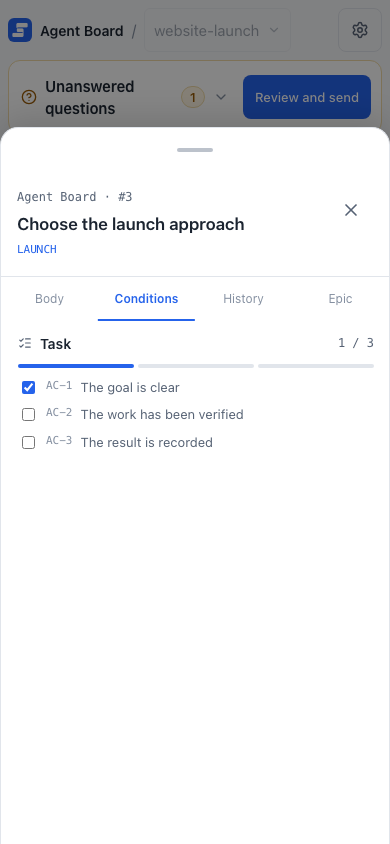 Agent Board / website-launch
Unanswered
questions
1
Review and send
Agent Board · #3
Choose the launch approach
LAUNCH
Body Conditions History Epic
Task 1 / 3
AC-1 The goal is clear
AC-2 The work has been verified
AC-3 The result is recorded